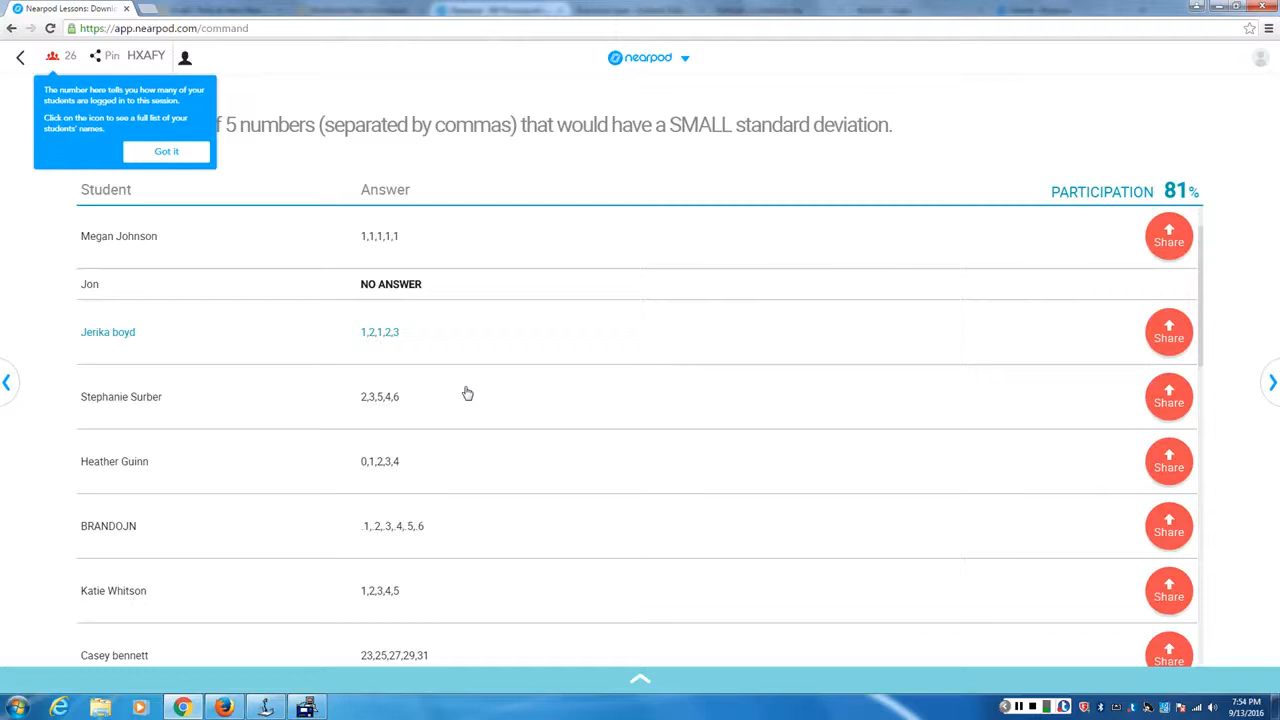 Nearpod Lessons: Downl
https://app.nearpod.com/command
26
Pin HXAFY
nearpod
The number here tells you how many of your
students are logged in to this session.
Click on the icon to see a full list of your
students' names.
Got it
f 5 numbers (separated by commas) that would have a SMALL standard deviation.
Student Answer PARTICIPATION 81%
Megan Johnson 1,1,1,1,1 Share
Jon NO ANSWER
Jerika boyd 1,2,1,2,3 Share
Stephanie Surber 2,3,5,4,6 Share
Heather Guinn 0,1,2,3,4 Share
BRANDOJN .1,.2,.3,.4,.5,.6 Share
Katie Whitson 1,2,3,4,5 Share
Casey bennett 23,25,27,29,31 Share
7:54 PM
9/13/2016